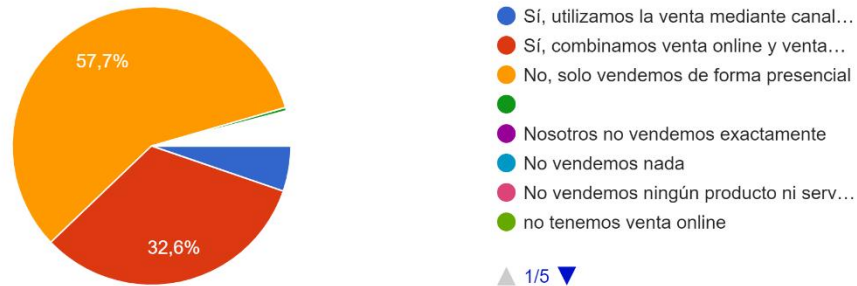 57,7%
32,6%
Sí, utilizamos la venta mediante canal…
Sí, combinamos venta online y venta…
No, solo vendemos de forma presencial
Nosotros no vendemos exactamente
No vendemos nada
No vendemos ningún producto ni serv…
no tenemos venta online
1/5